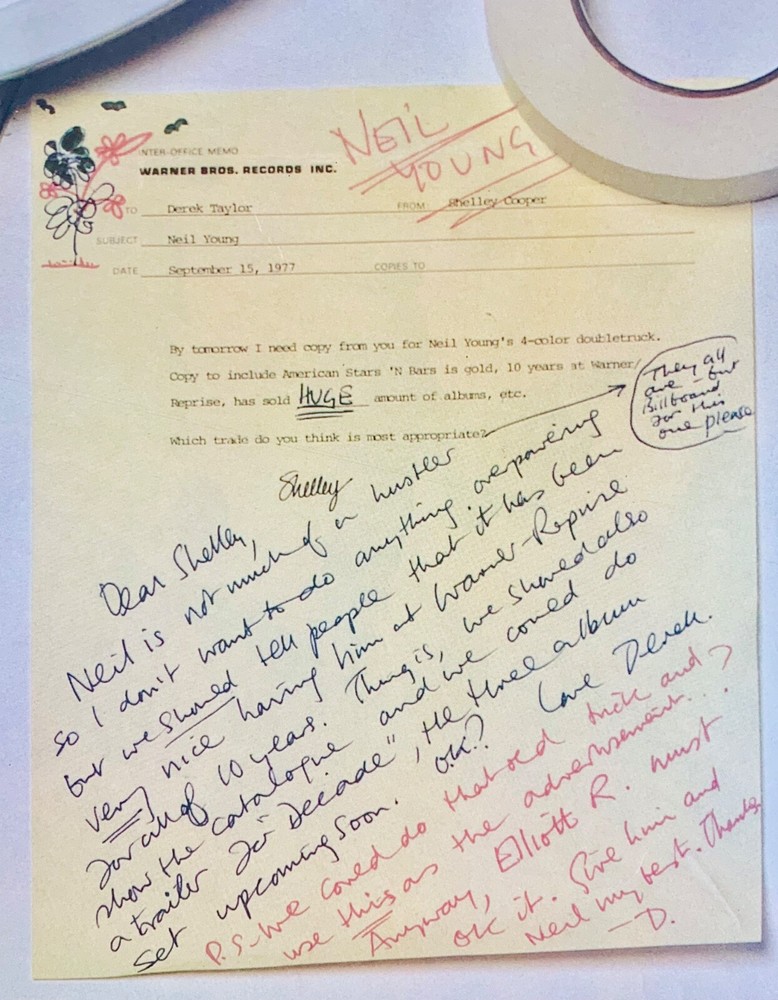 NEIL
YOUNG
INTER-OFFICE MEMO
WARNER BROS. RECORDS INC.
TO Derek Taylor FROM Shelley Cooper
SUBJECT Neil Young
DATE September 15, 1977 COPIES TO
By tomorrow I need copy from you for Neil Young's 4-color doubletruck.
Copy to include American Stars 'N Bars is gold, 10 years at Warner/
Reprise, has sold HUGE amount of albums, etc.
Which trade do you think is most appropriate?
They all
are - but
Billboard
for this
one please
Shelley
Dear Shelley,
Neil is not much of a hustler
so I don't want to do anything overpowering
but we should tell people that it has been
very nice having him at Warner-Reprise
for all of 10 years. Thing is, we should also
show the catalogue and we could do
a trailer for "Decade", the three album
set upcoming soon. OK? Love Derek.
P.S. - We could do that old trick and
use this as the advertisement...?
Anyway, Elliott R. must
OK it. Give him and
Neil my best. Thanks
- D.